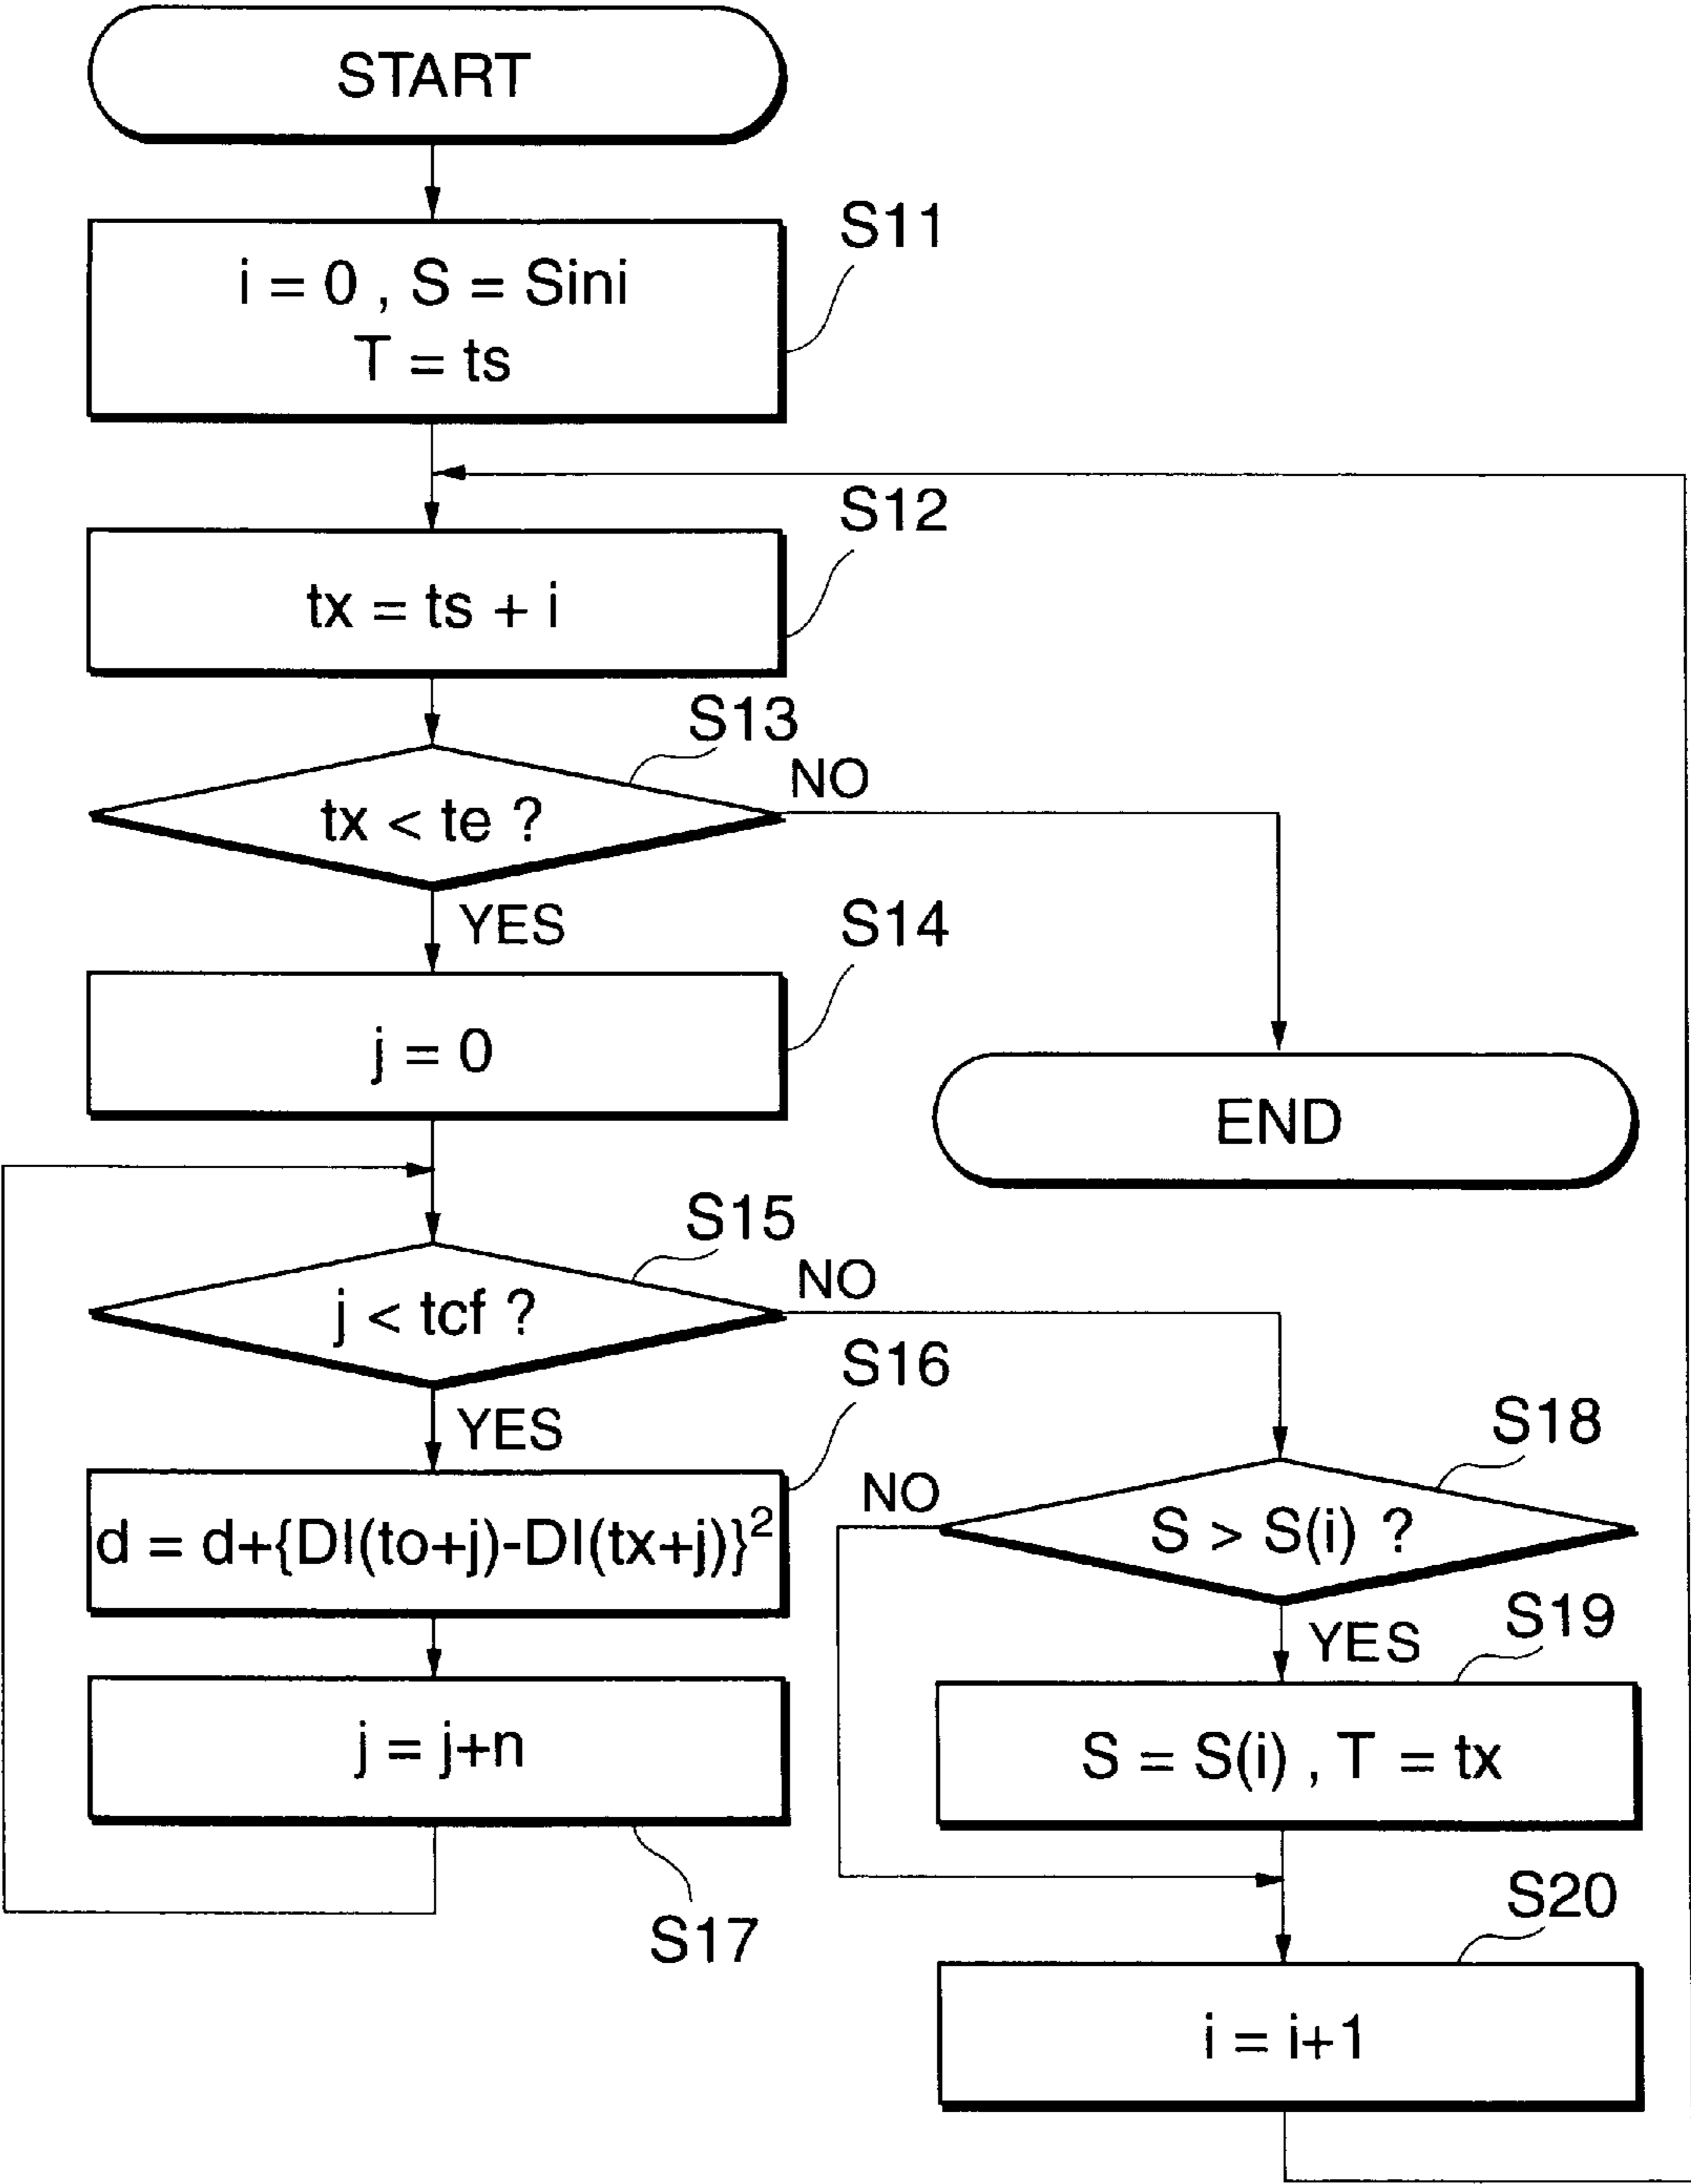 START
S11
i = 0 , S = Sini
T = ts
S12
tx = ts + i
S13
NO
tx < te ?
YES
S14
j = 0
END
S15
NO
j < tcf ?
S16
YES
S18
NO
d = d+{DI(to+j)-DI(tx+j)}²
S > S(i) ?
S19
YES
j = j+n
S = S(i) , T = tx
S17
S20
i = i+1